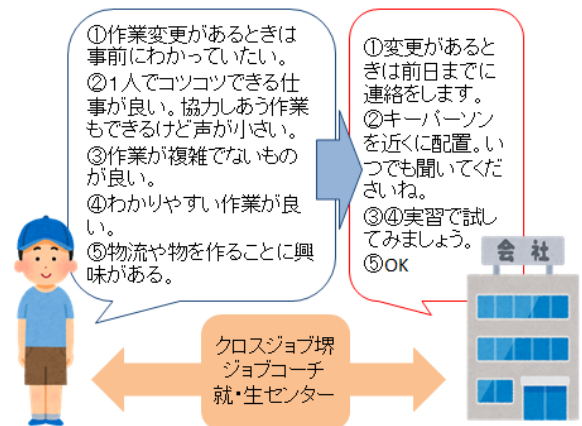 ①作業変更があるときは
事前にわかっていたい。
②1人でコツコツできる仕
事が良い。協力しあう作業
もできるけど声が小さい。
③作業が複雑でないもの
が良い。
④わかりやすい作業が良
い。
⑤物流や物を作ることに興
味がある。
①変更があると
きは前日までに
連絡をします。
②キーパーソン
を近くに配置。い
つでも聞いてくだ
さいね。
③④実習で試し
てみましょう。
⑤OK
会社
クロスジョブ堺
ジョブコーチ
就・生センター